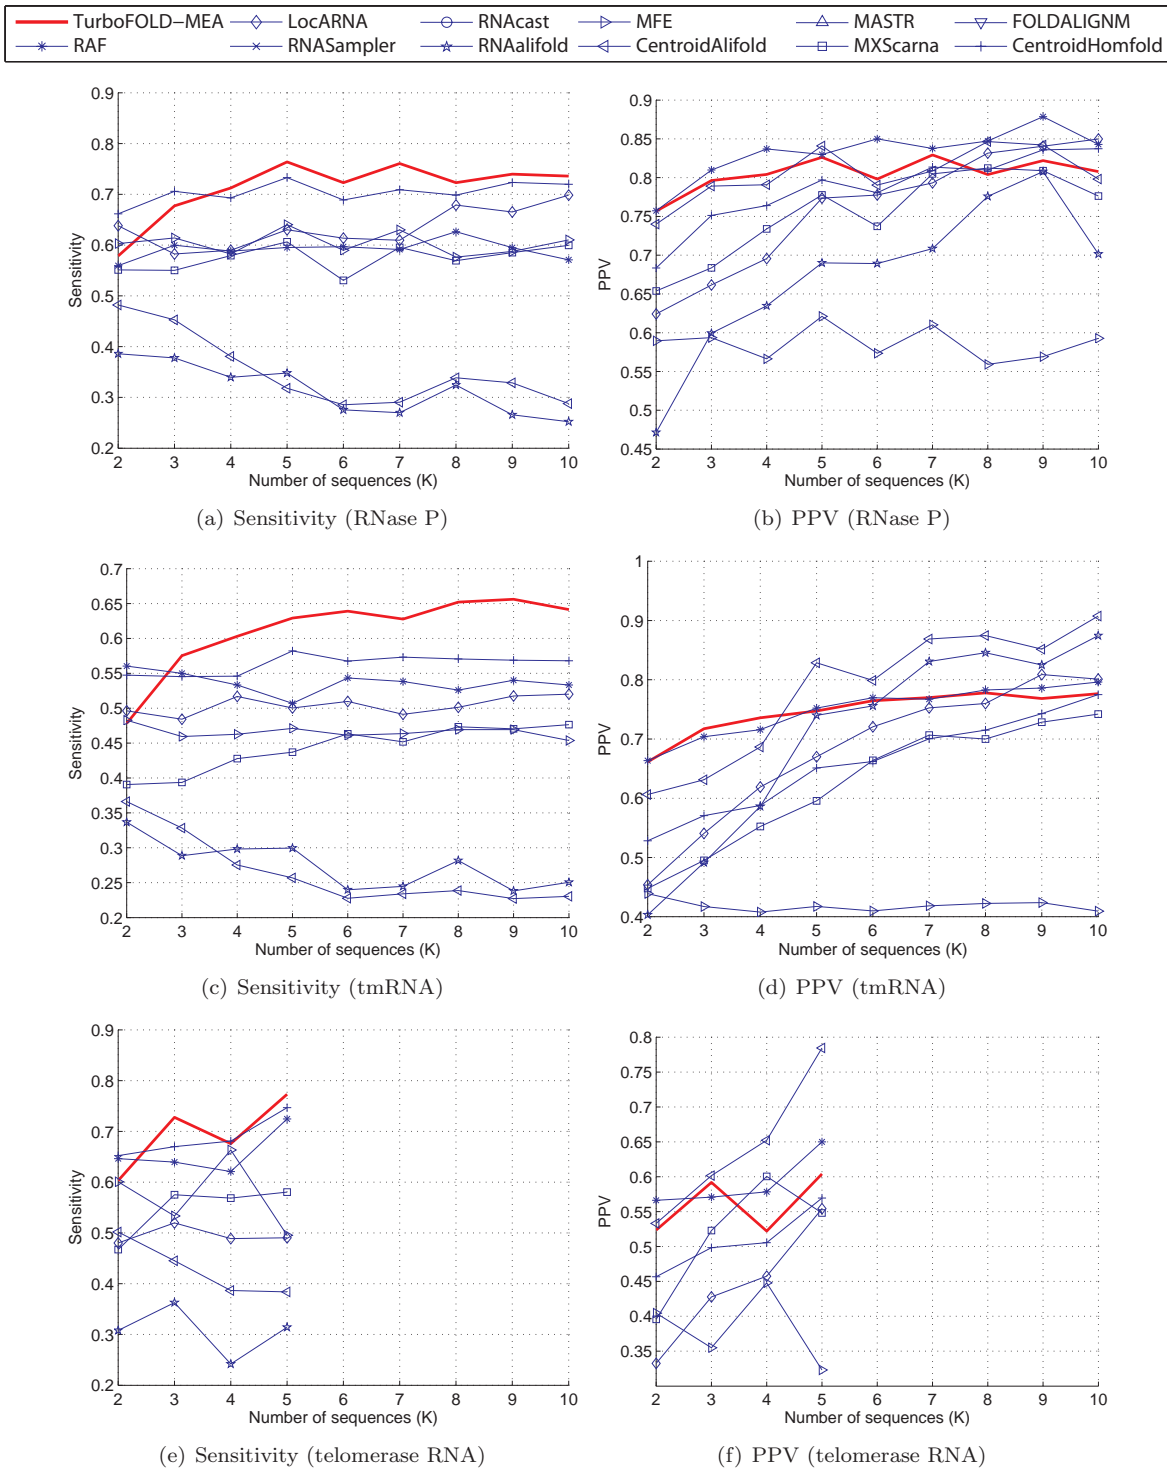 TurboFOLD−MEA LocARNA RNAcast MFE MASTR FOLDALIGNM
RAF RNASampler RNAalifold CentroidAlifold MXScarna CentroidHomfold
0.9
0.8
0.7
0.6
0.5
0.4
0.3
0.2
Sensitivity
2 3 4 5 6 7 8 9 10
Number of sequences (K)
(a) Sensitivity (RNase P)
0.9
0.85
0.8
0.75
0.7
0.65
0.6
0.55
0.5
0.45
PPV
2 3 4 5 6 7 8 9 10
Number of sequences (K)
(b) PPV (RNase P)
0.7
0.65
0.6
0.55
0.5
0.45
0.4
0.35
0.3
0.25
0.2
Sensitivity
2 3 4 5 6 7 8 9 10
Number of sequences (K)
(c) Sensitivity (tmRNA)
1
0.9
0.8
0.7
0.6
0.5
0.4
PPV
2 3 4 5 6 7 8 9 10
Number of sequences (K)
(d) PPV (tmRNA)
0.9
0.8
0.7
0.6
0.5
0.4
0.3
0.2
Sensitivity
2 3 4 5 6 7 8 9 10
Number of sequences (K)
(e) Sensitivity (telomerase RNA)
0.8
0.75
0.7
0.65
0.6
0.55
0.5
0.45
0.4
0.35
PPV
2 3 4 5 6 7 8 9 10
Number of sequences (K)
(f) PPV (telomerase RNA)